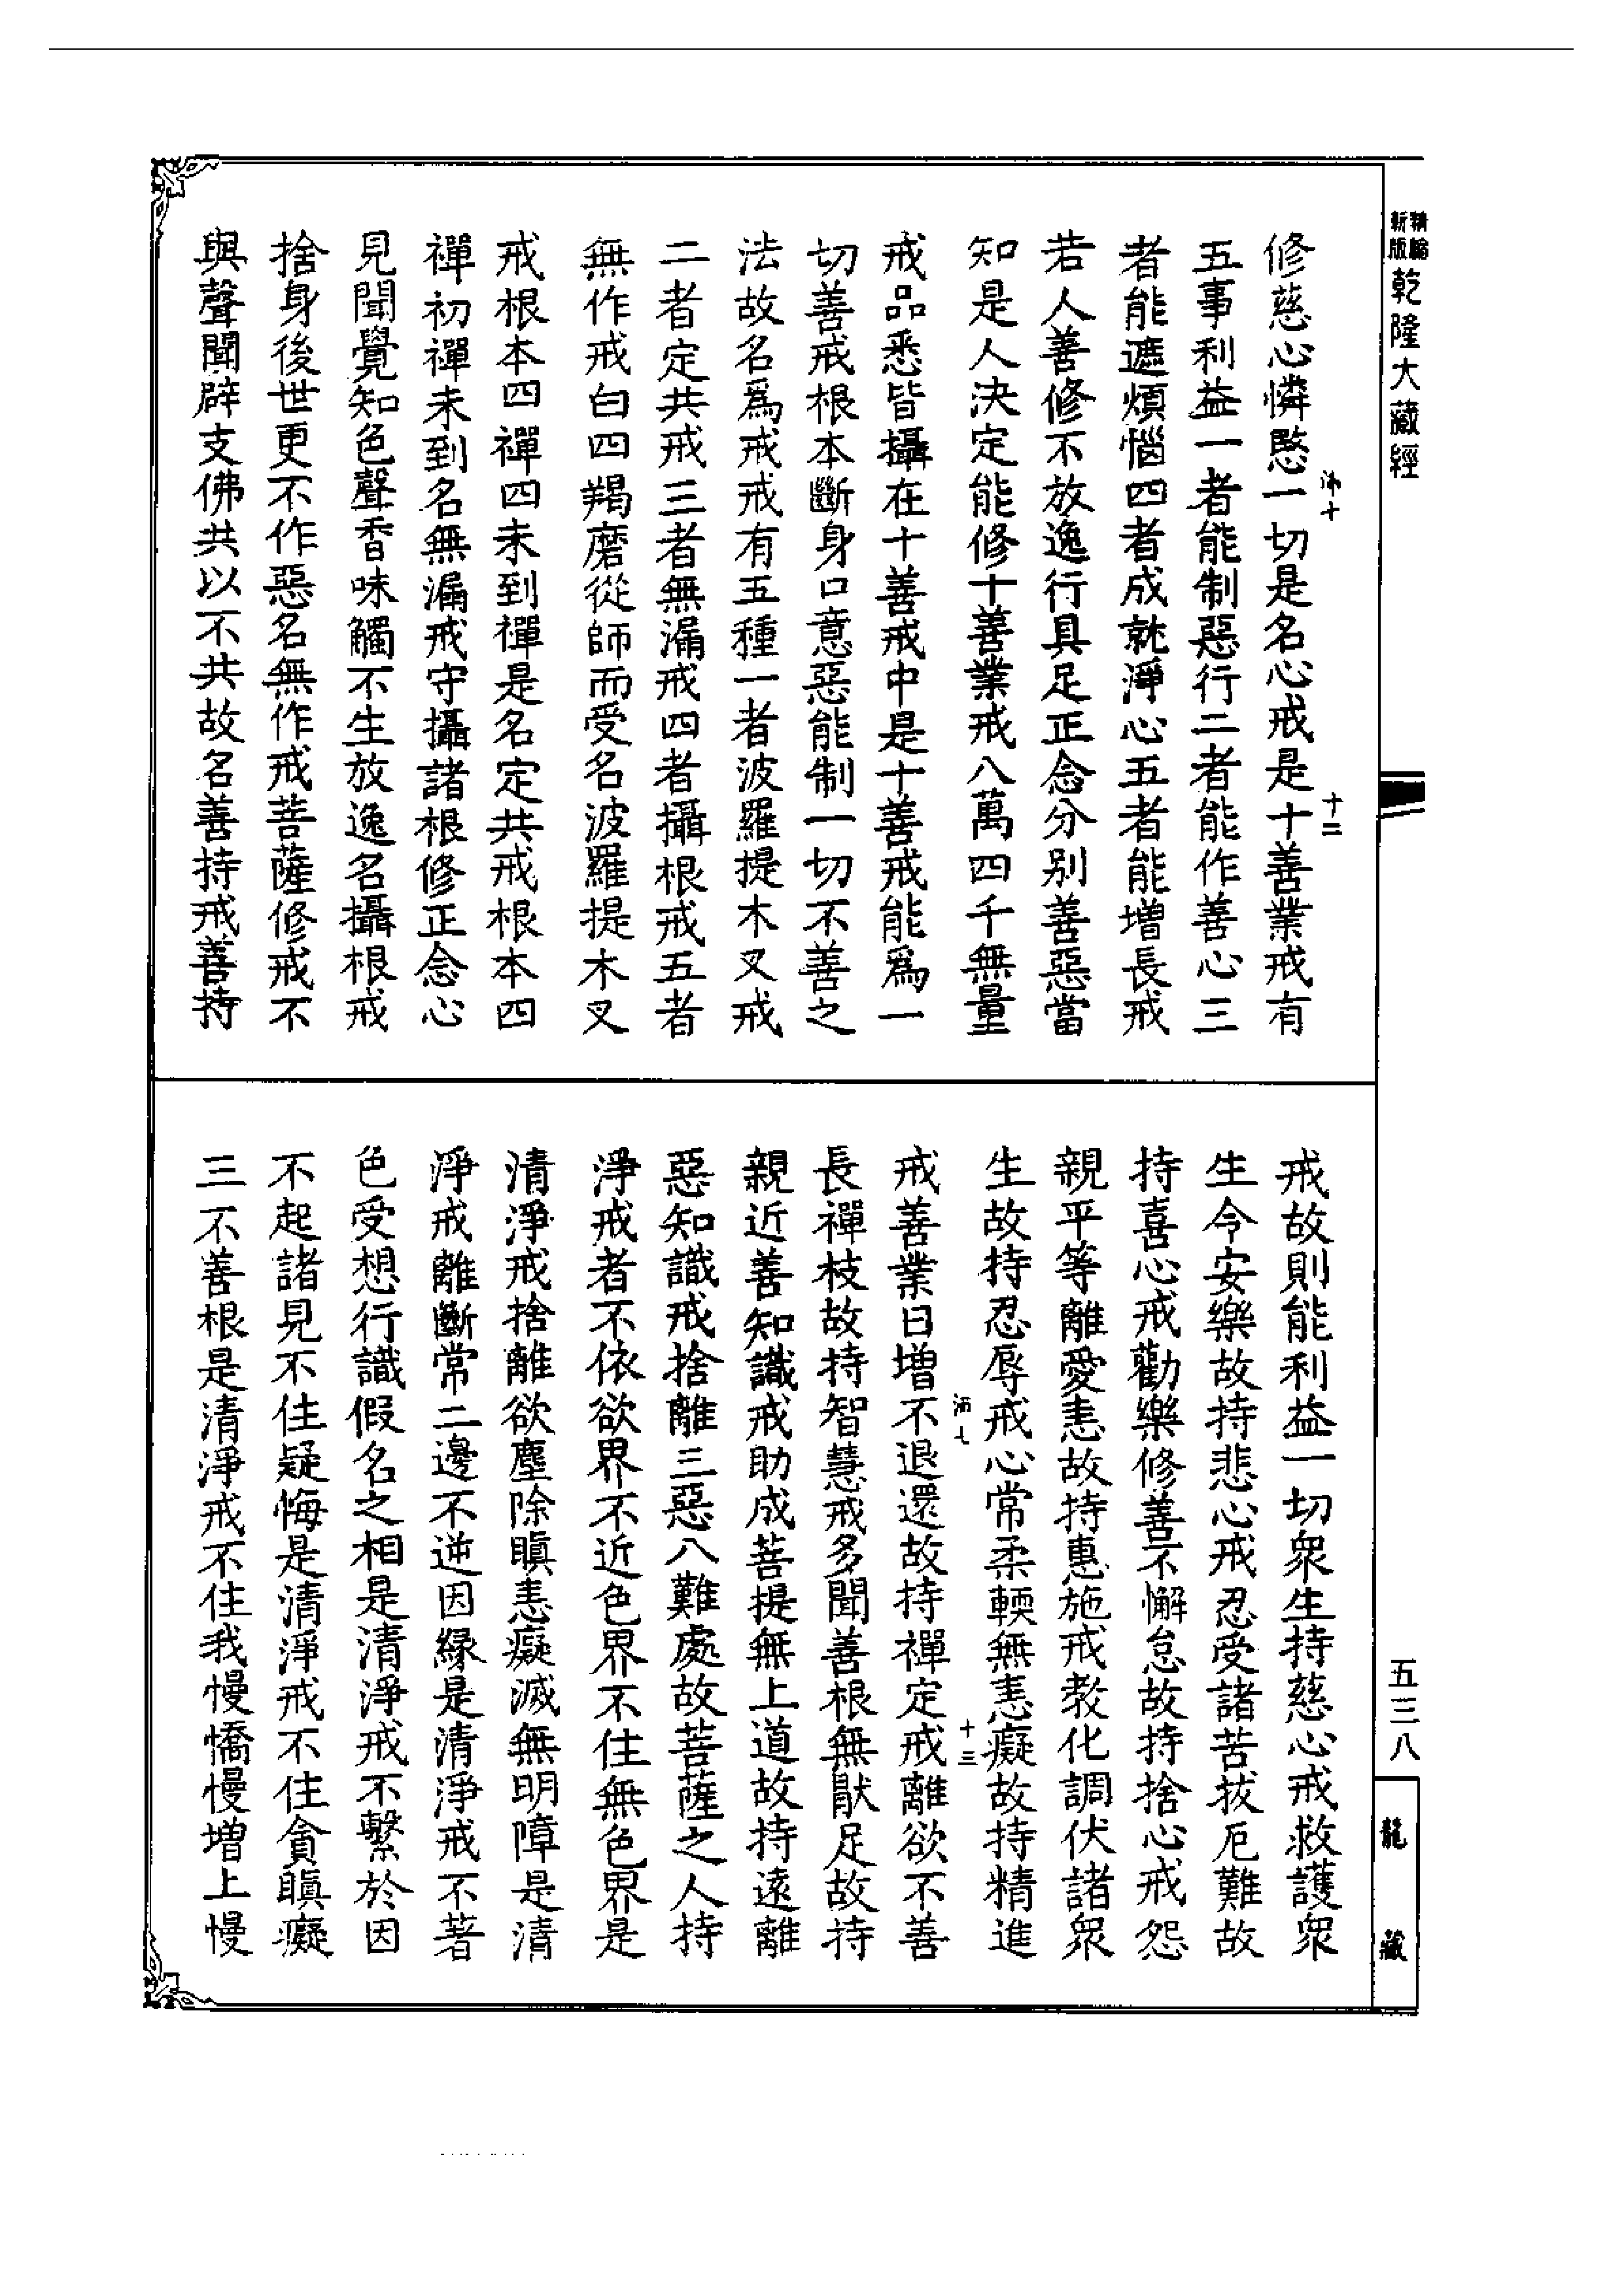 新版精縮乾隆大藏經
修慈心憐愍一切是名心戒是十善業戒有
五事利益一者能制惡行二者能作善心三
者能遮煩惱四者成就淨心五者能增長戒
若人善修不放逸行具足正念分别善惡當
知是人決定能修十善業戒八萬四千無量
戒品悉皆攝在十善戒中是十善戒能爲一
切善戒根本斷身口意惡能制一切不善之
法故名爲戒戒有五種一者波羅提木叉戒
二者定共戒三者無漏戒四者攝根戒五者
無作戒白四羯磨從師而受名波羅提木叉
戒根本四禪四未到禪是名定共戒根本四
禪初禪未到名無漏戒守攝諸根修正念心
見聞覺知色聲香味觸不生放逸名攝根戒
捨身後世更不作惡名無作戒菩薩修戒不
與聲聞辟支佛共以不共故名善持戒善持
十二
戒故則能利益一切衆生持慈心戒救護衆
生令安樂故持悲心戒忍受諸苦拔厄難故
持喜心戒勸樂修善不懈怠故持捨心戒怨
親平等離愛恚故持惠施戒教化調伏諸衆
生故持忍辱戒心常柔輭無恚癡故持精進
戒善業日增不退還故持禪定戒離欲不善
長禪枝故持智慧戒多聞善根無猒足故持
親近善知識戒助成菩提無上道故持遠離
惡知識戒捨離三惡八難處故菩薩之人持
淨戒者不依欲界不近色界不住無色界是
清淨戒捨離欲塵除瞋恚癡滅無明障是清
淨戒離斷常二邊不逆因緣是清淨戒不著
色受想行識假名之相是清淨戒不繫於因
不起諸見不住疑悔是清淨戒不住貪瞋癡
三不善根是清淨戒不住我慢憍慢增上慢
十三
五三八
龍藏